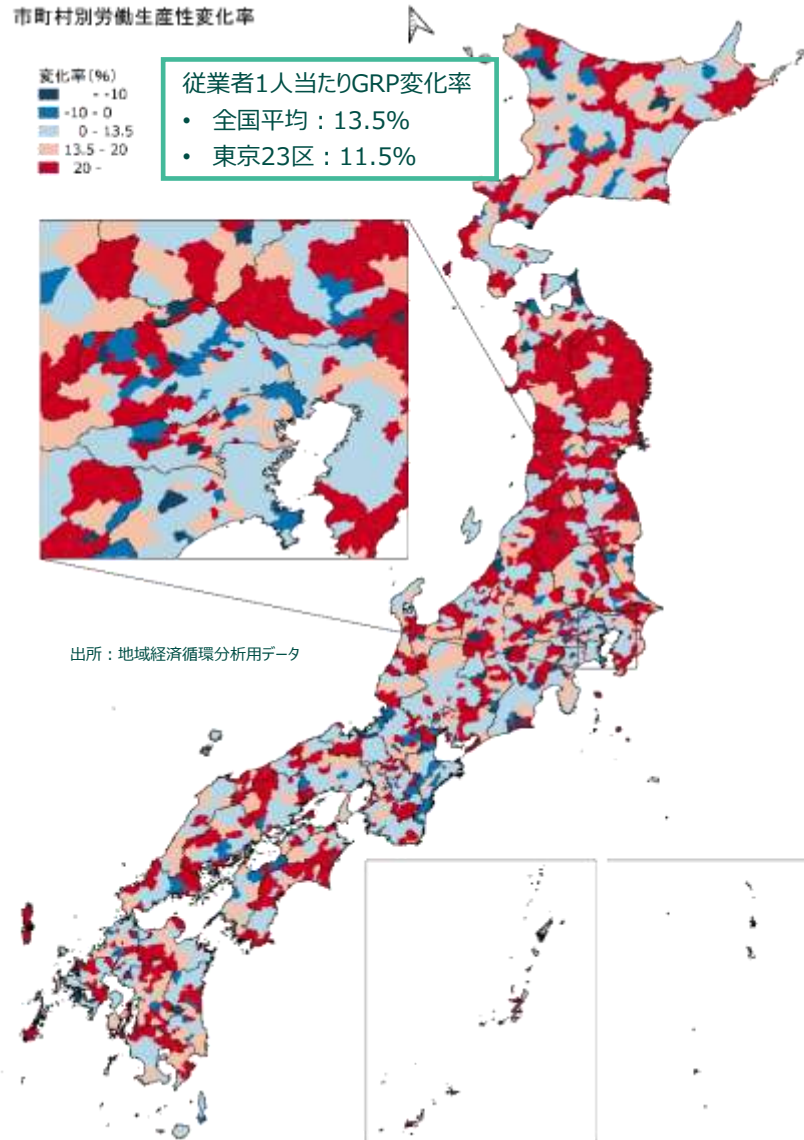 市町村別労働生産性変化率
変化率(%)
- -10
-10 - 0
0 - 13.5
13.5 - 20
20 -
従業者1人当たりGRP変化率
• 全国平均：13.5%
• 東京23区：11.5%
出所：地域経済循環分析用データ